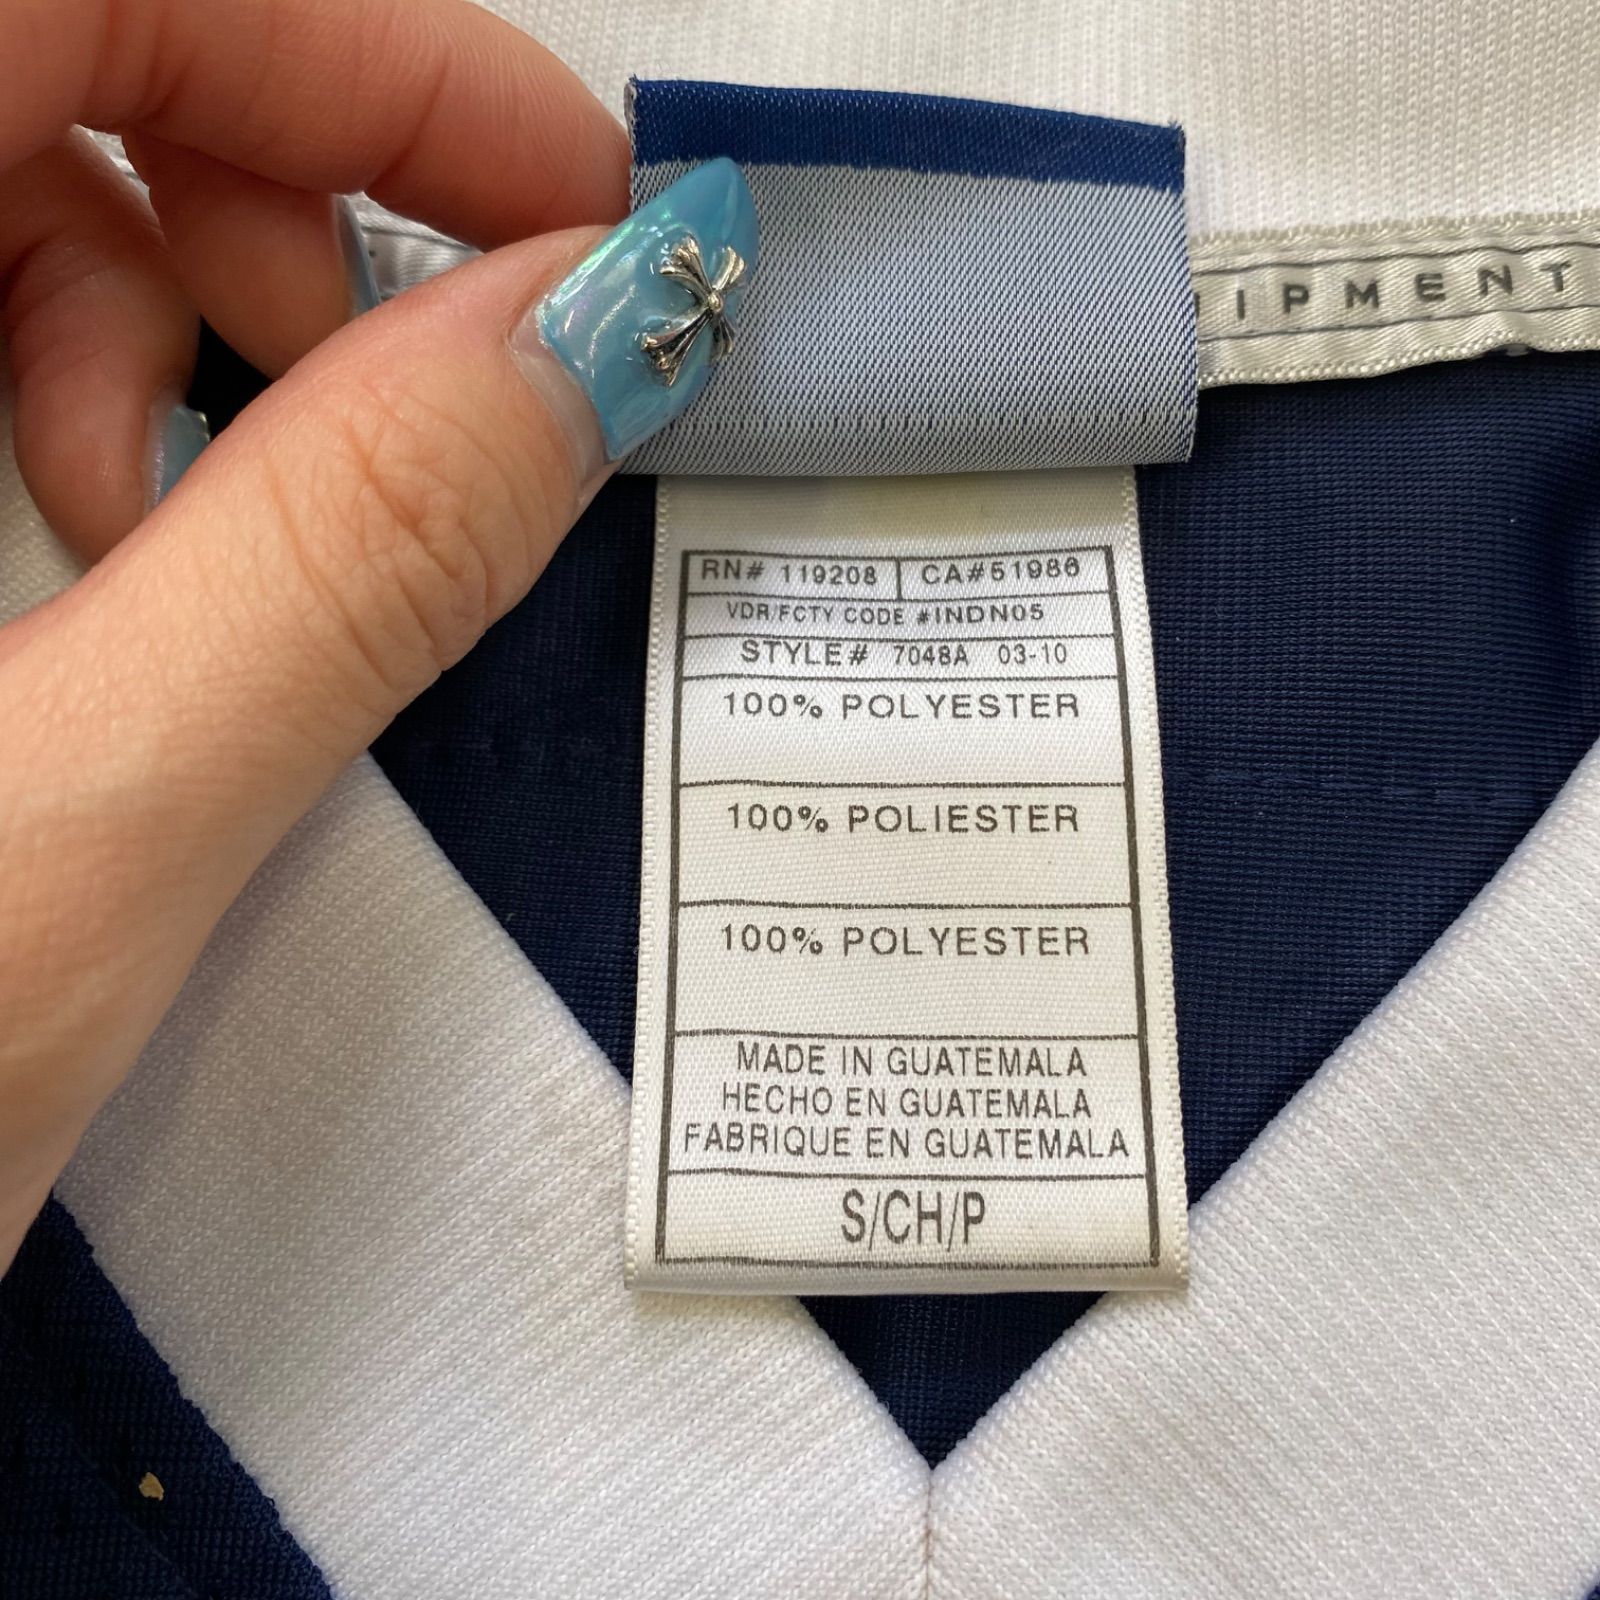 IPMENT
RN# 119208 CA#51986
VDR/FCTY CODE #INDN05
STYLE# 7048A 03-10
100% POLYESTER
100% POLIESTER
100% POLYESTER
MADE IN GUATEMALA
HECHO EN GUATEMALA
FABRIQUE EN GUATEMALA
S/CH/P